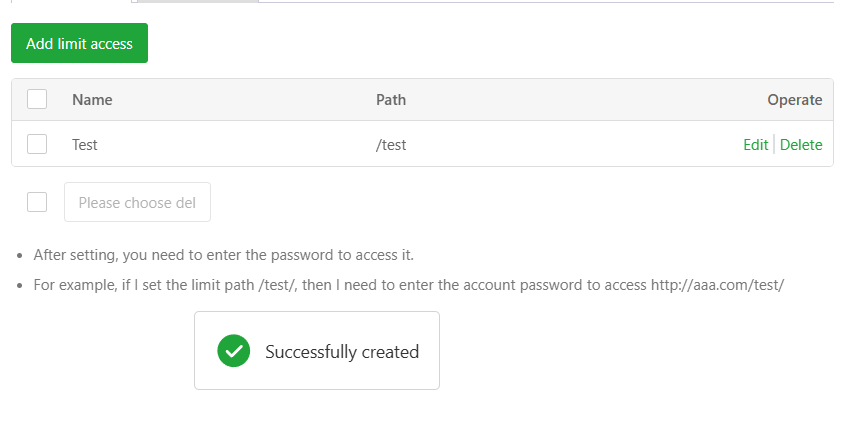 Add limit access
Name Path Operate
Test /test Edit Delete
Please choose del
After setting, you need to enter the password to access it.
For example, if I set the limit path /test/, then I need to enter the account password to access http://aaa.com/test/
Successfully created